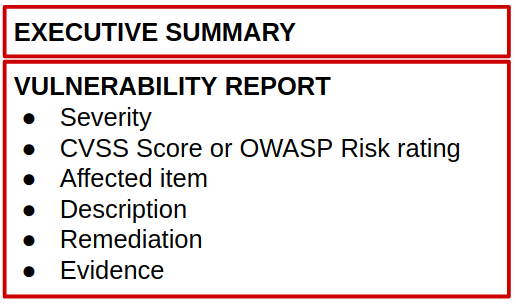 EXECUTIVE SUMMARY
VULNERABILITY REPORT
● Severity
● CVSS Score or OWASP Risk rating
● Affected item
● Description
● Remediation
● Evidence